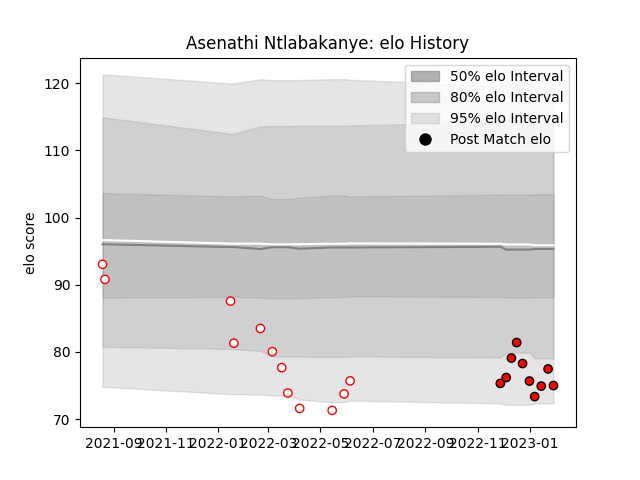 Asenathi Ntlabakanye: elo History
50% elo Interval
80% elo Interval
95% elo Interval
Post Match elo
elo score
120
110
100
90
80
70
2021-09 2021-11 2022-01 2022-03 2022-05 2022-07 2022-09 2022-11 2023-01